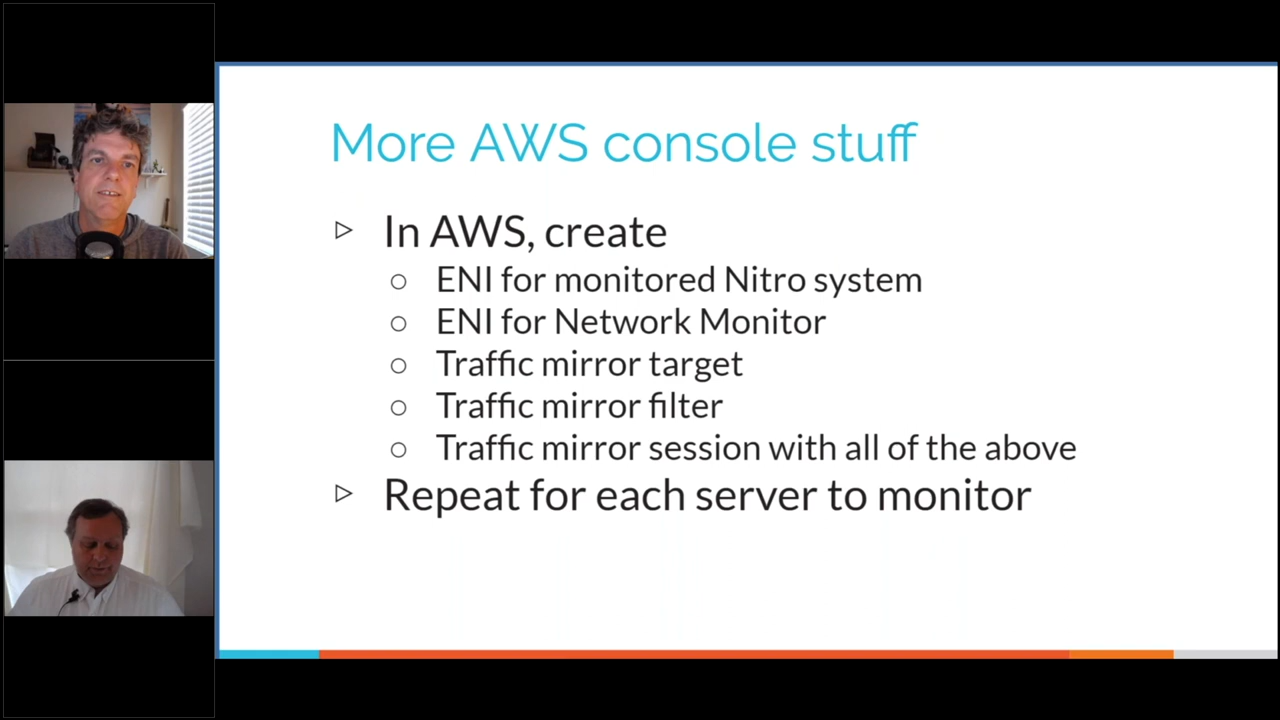 More AWS console stuff
▷ In AWS, create
○ ENI for monitored Nitro system
○ ENI for Network Monitor
○ Traffic mirror target
○ Traffic mirror filter
○ Traffic mirror session with all of the above
▷ Repeat for each server to monitor